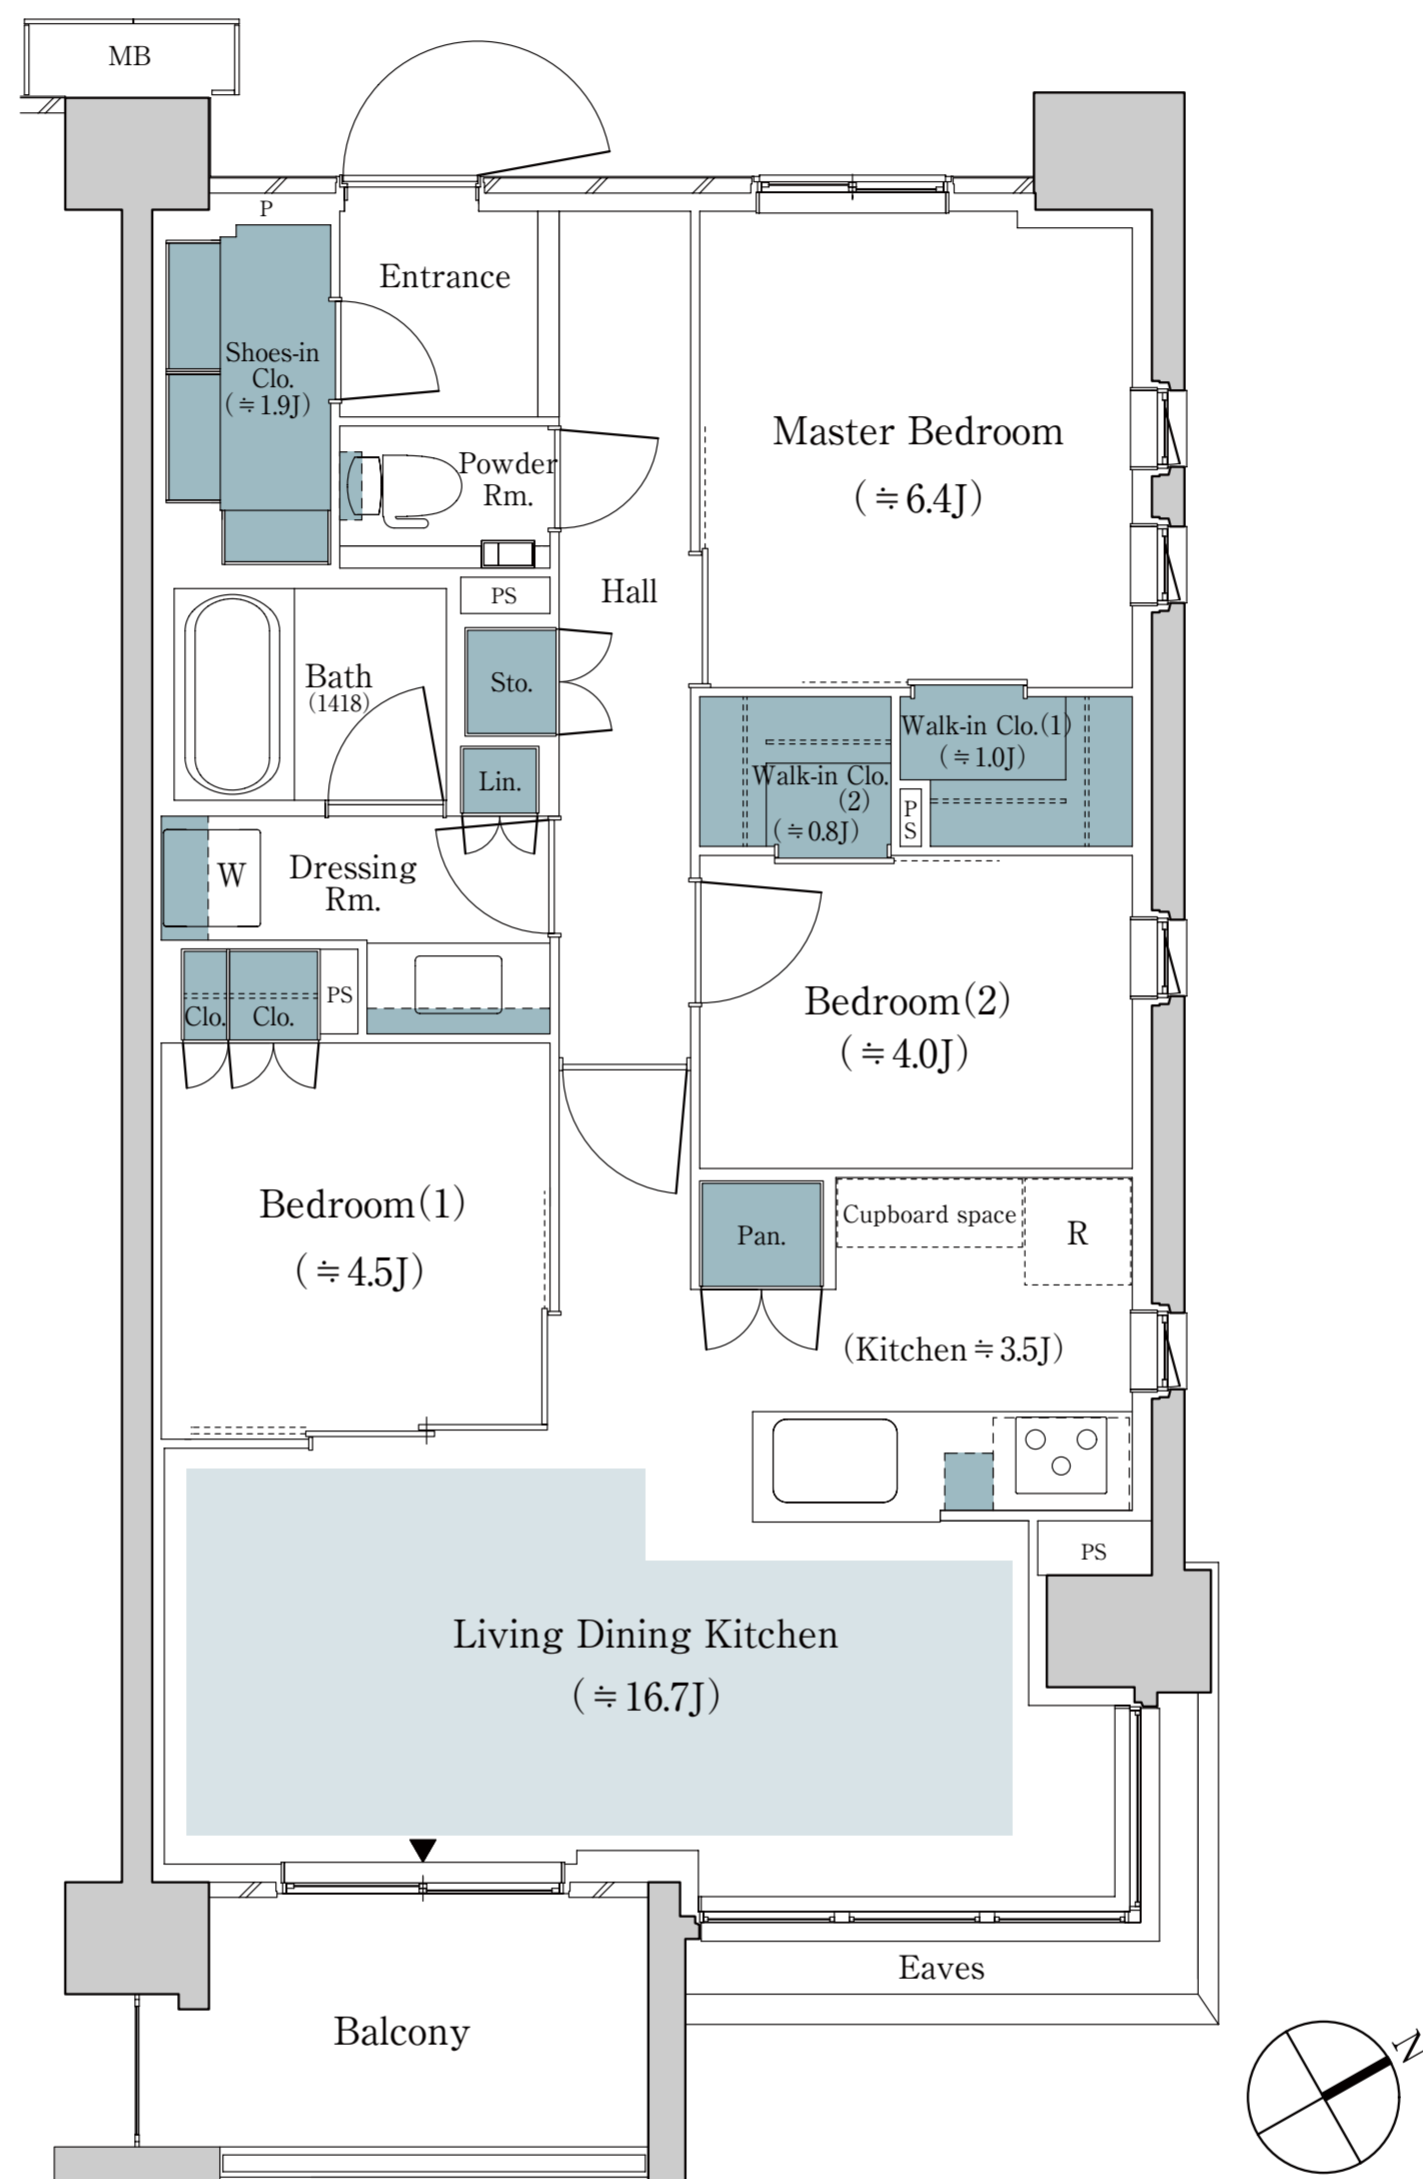 MB
P
Entrance
Shoes-in
Clo.
(≒1.9J)
Master Bedroom
(≒6.4J)
Powder
Rm.
PS
Hall
Bath
(1418)
Sto.
Walk-in Clo.(1)
(≒1.0J)
Walk-in Clo.
(2)
(≒0.8J)
P
S
Lin.
W
Dressing
Rm.
Clo.
Clo.
PS
Bedroom(2)
(≒4.0J)
Bedroom(1)
(≒4.5J)
Pan.
Cupboard space
R
(Kitchen≒3.5J)
PS
Living Dining Kitchen
(≒16.7J)
Eaves
Balcony
N